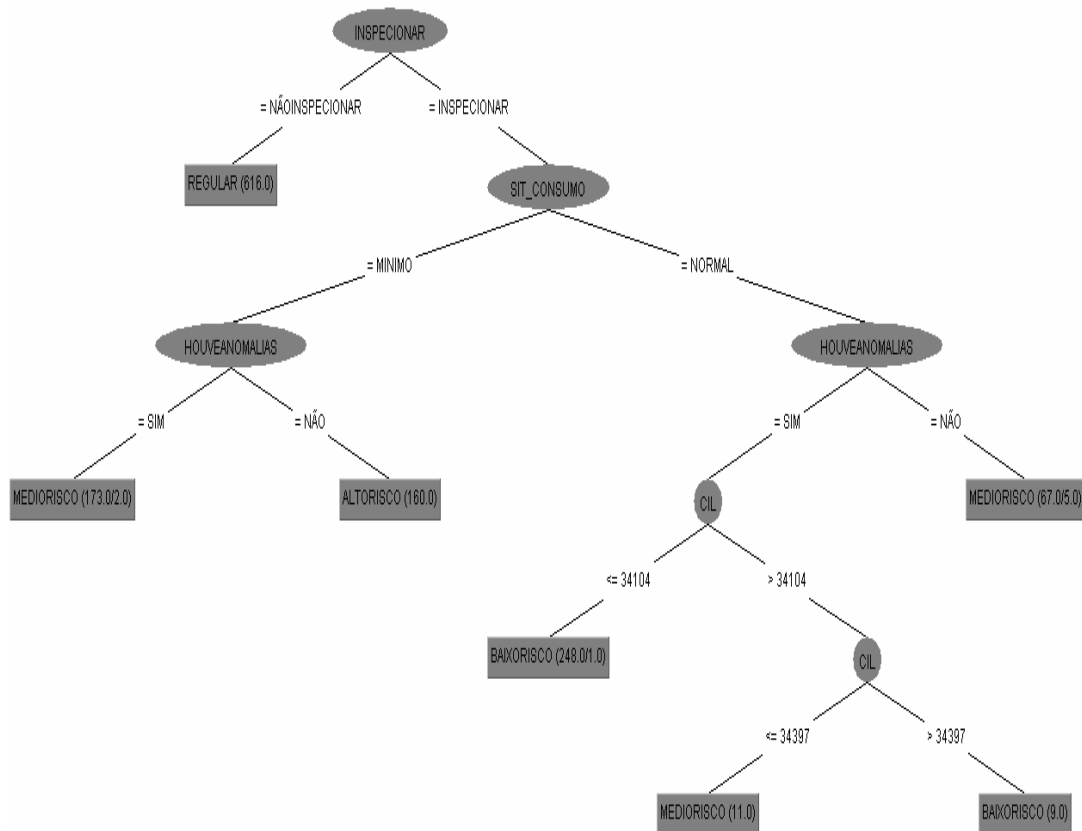 INSPECIONAR
= NÃOINSPECIONAR
= INSPECIONAR
REGULAR (616.0)
SIT_CONSUMO
= MINIMO
= NORMAL
HOUVEANOMALIAS
HOUVEANOMALIAS
= SIM
= NÃO
= SIM
= NÃO
MEDIORISCO (173.0/2.0)
ALTORISCO (160.0)
CIL
MEDIORISCO (67.0/5.0)
<= 34104
> 34104
BAIXORISCO (248.0/1.0)
CIL
<= 34397
> 34397
MEDIORISCO (11.0)
BAIXORISCO (9.0)